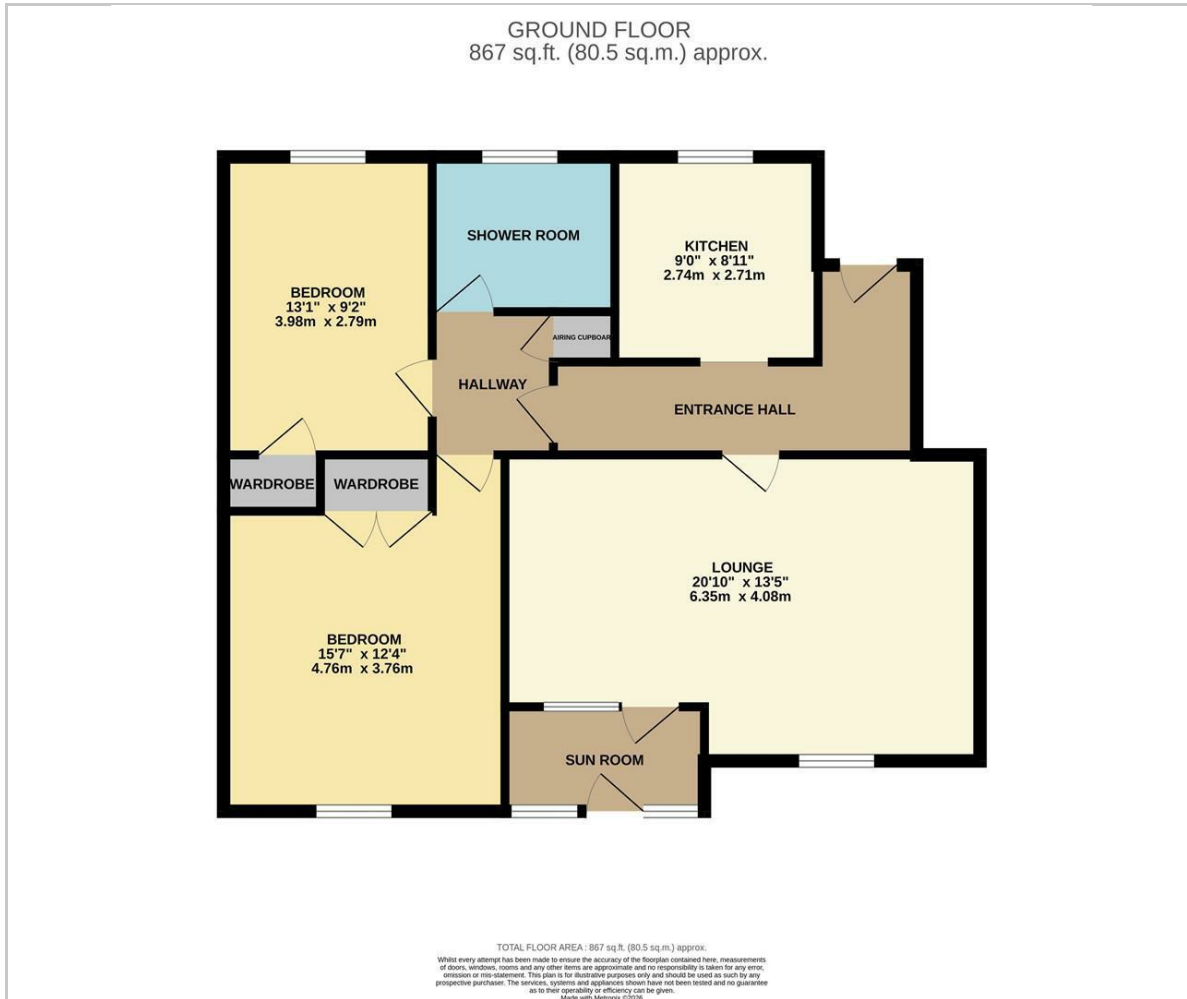 GROUND FLOOR
867 sq.ft. (80.5 sq.m.) approx.
SHOWER ROOM
KITCHEN
9'0" x 8'11"
2.74m x 2.71m
BEDROOM
13'1" x 9'2"
3.98m x 2.79m
AIRING CUPBOAR
HALLWAY
ENTRANCE HALL
WARDROBE
WARDROBE
LOUNGE
20'10" x 13'5"
6.35m x 4.08m
BEDROOM
15'7" x 12'4"
4.76m x 3.76m
SUN ROOM
TOTAL FLOOR AREA : 867 sq.ft. (80.5 sq.m.) approx.
Whilst every attempt has been made to ensure the accuracy of the floorplan contained here, measurements
of doors, windows, rooms and any other items are approximate and no responsibility is taken for any error,
omission or mis-statement. This plan is for illustrative purposes only and should be used as such by any
prospective purchaser. The services, systems and appliances shown have not been tested and no guarantee
as to their operability or efficiency can be given.
Made with Metropix ©2026